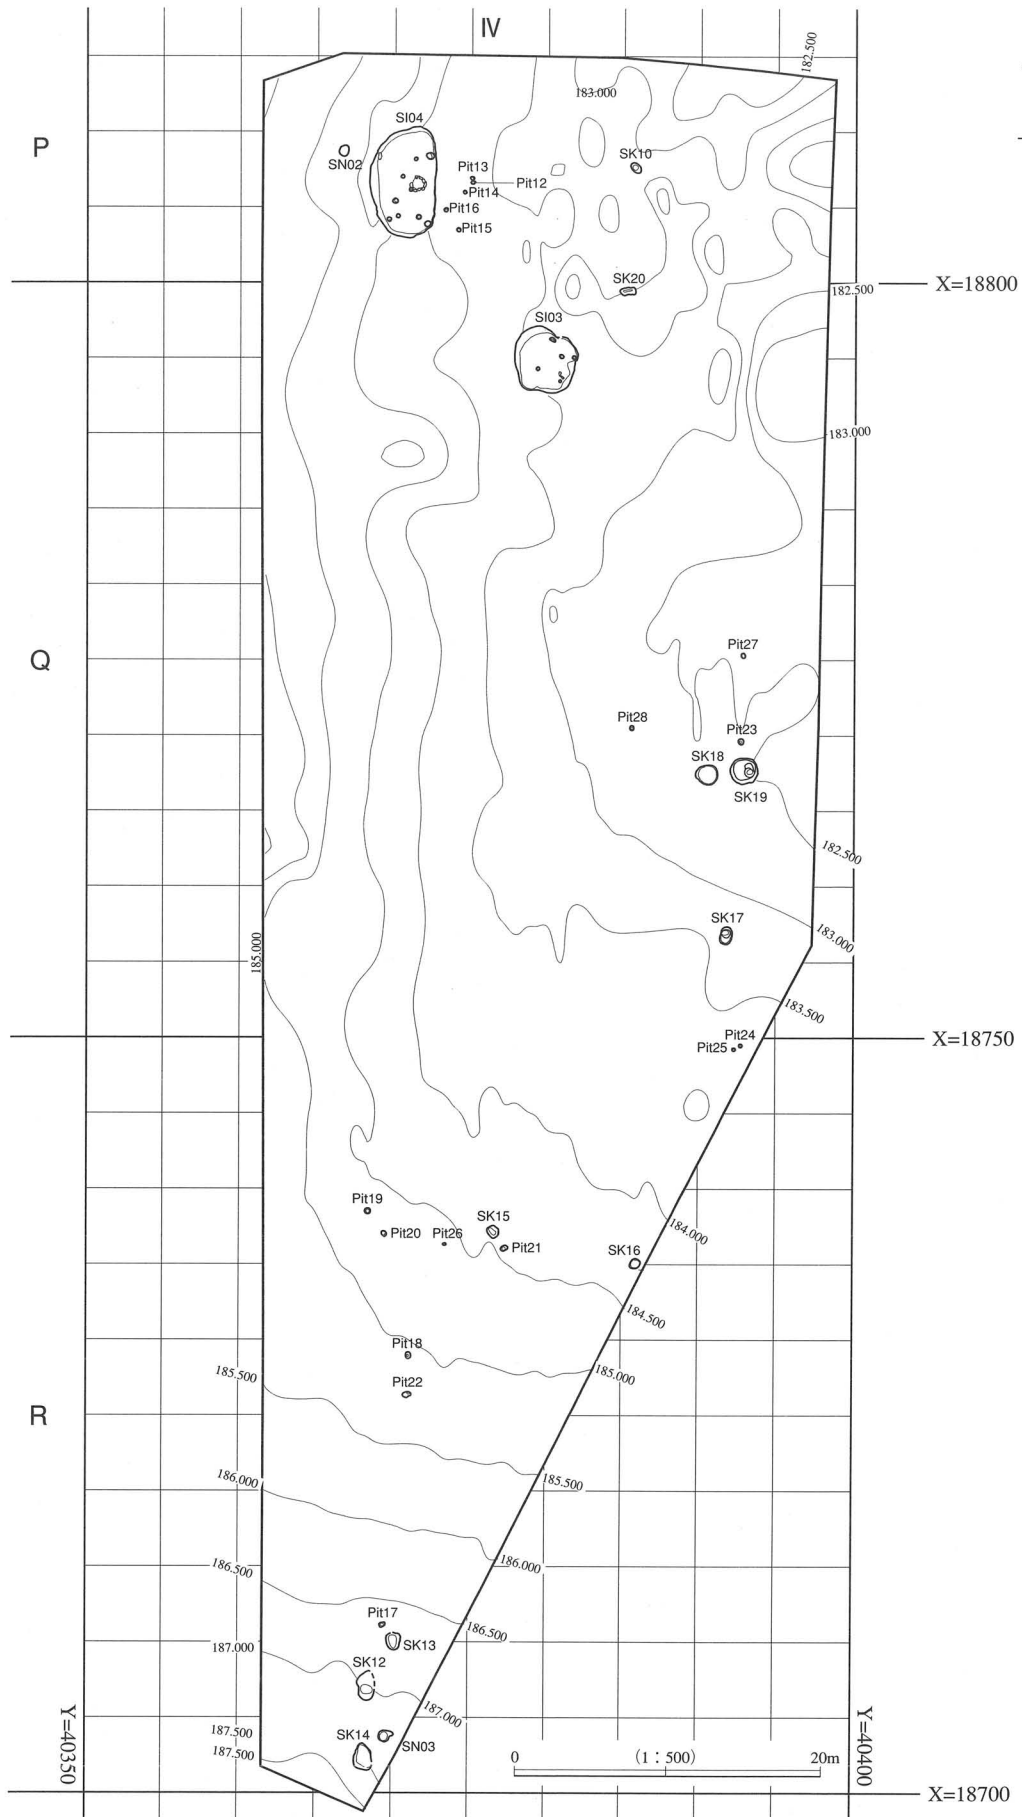 IV
182.500
183.000
SI04
P
SN02
SK10
Pit13
Pit12
Pit14
Pit16
Pit15
SK20
X=18800
182.500
SI03
183.000
Pit27
Q
Pit28
Pit23
SK18
SK19
182.500
SK17
183.000
185.000
183.500
Pit24
X=18750
Pit25
Pit19
SK15
184.000
Pit20
Pit26
Pit21
SK16
184.500
Pit18
185.000
185.500
Pit22
R
186.000
185.500
186.500
186.000
Pit17
186.500
187.000
SK13
SK12
187.000
Y=40350
187.500
SK14
SN03
Y=40400
187.500
0 (1:500) 20m
X=18700